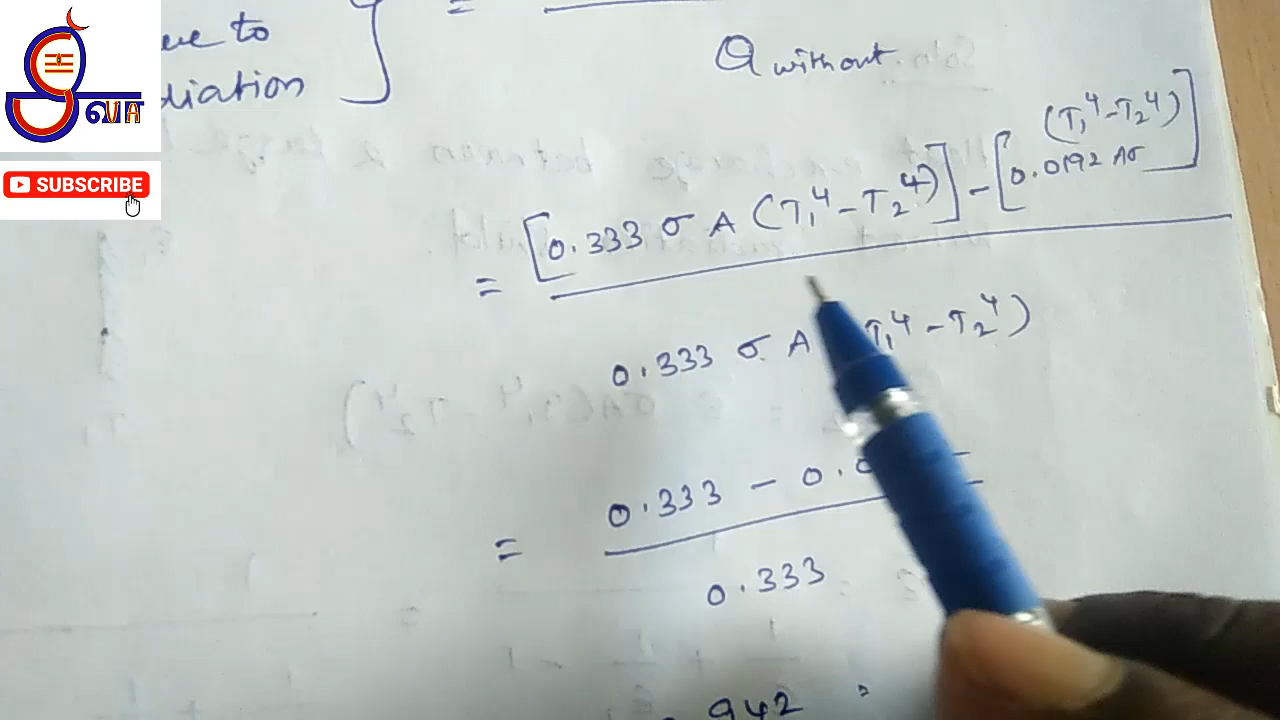 வா
SUBSCRIBE
to
diation } =
Q without
= [0.333 σ A (T₁⁴ - T₂⁴)] - [0.0192 Aσ (T₁⁴ - T₂⁴)]
0.333 σ A T₁⁴ - T₂⁴)
= 0.333 - 0.0
0.333
942